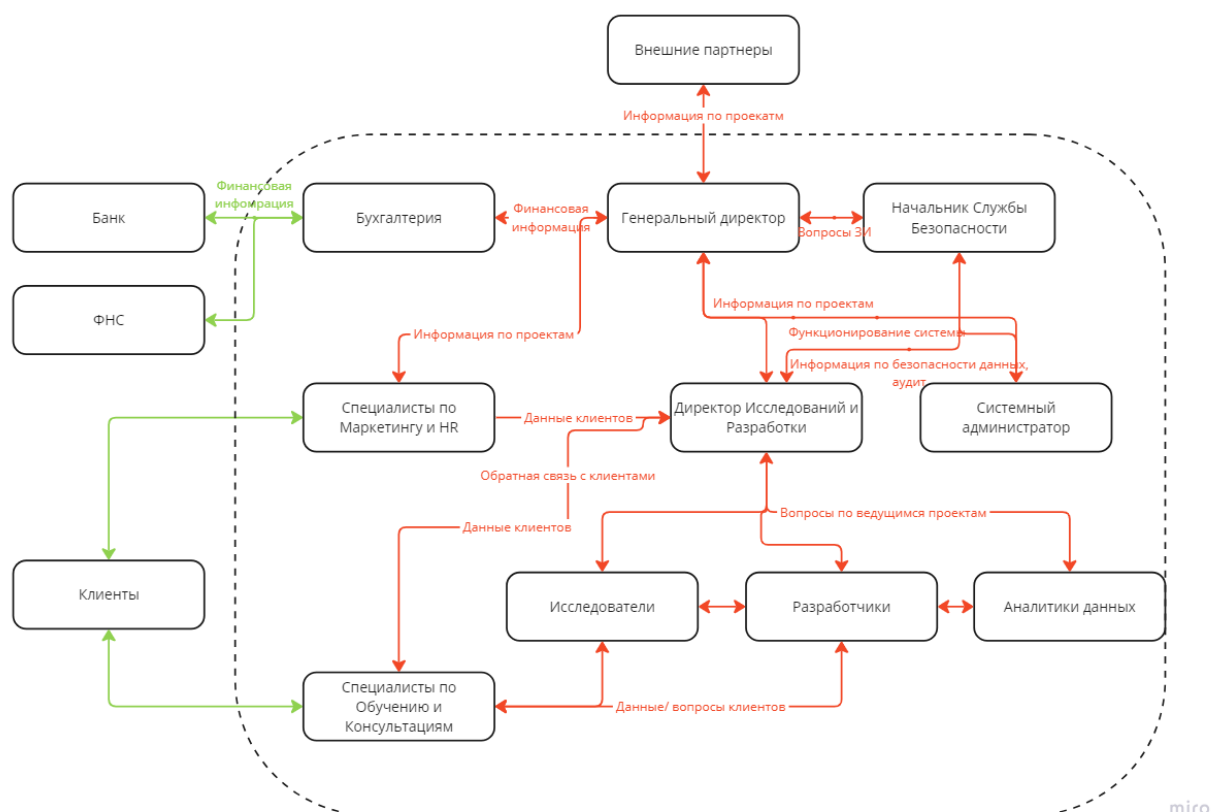 Внешние партнеры
Информация по проекатм
Банк
Финансовая
инфомрация
Бухгалтерия
Финансовая
информация
Генеральный директор
Вопросы ЗИ
Начальник Службы
Безопасности
ФНС
Информация по проектам
Информация по проектам
Функционирование системы
Информация по безопасности данных,
аудит
Специалисты по
Маркетингу и HR
Данные клиентов
Директор Исследований и
Разработки
Системный
администратор
Обратная связь с клиентами
Данные клиентов
Вопросы по ведущимся проектам
Клиенты
Исследователи
Разработчики
Аналитики данных
Специалисты по
Обучению и
Консультациям
Данные/ вопросы клиентов
miro